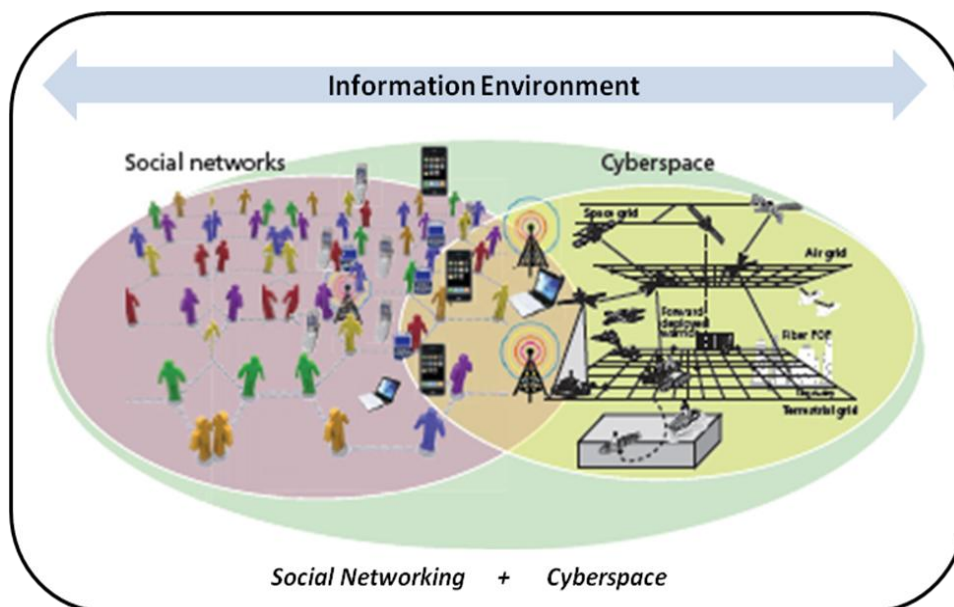 Information Environment
Social networks
Cyberspace
Space grid
Air grid
Forward
deployed
Fiber POP
Terrestrial grid
Social Networking + Cyberspace